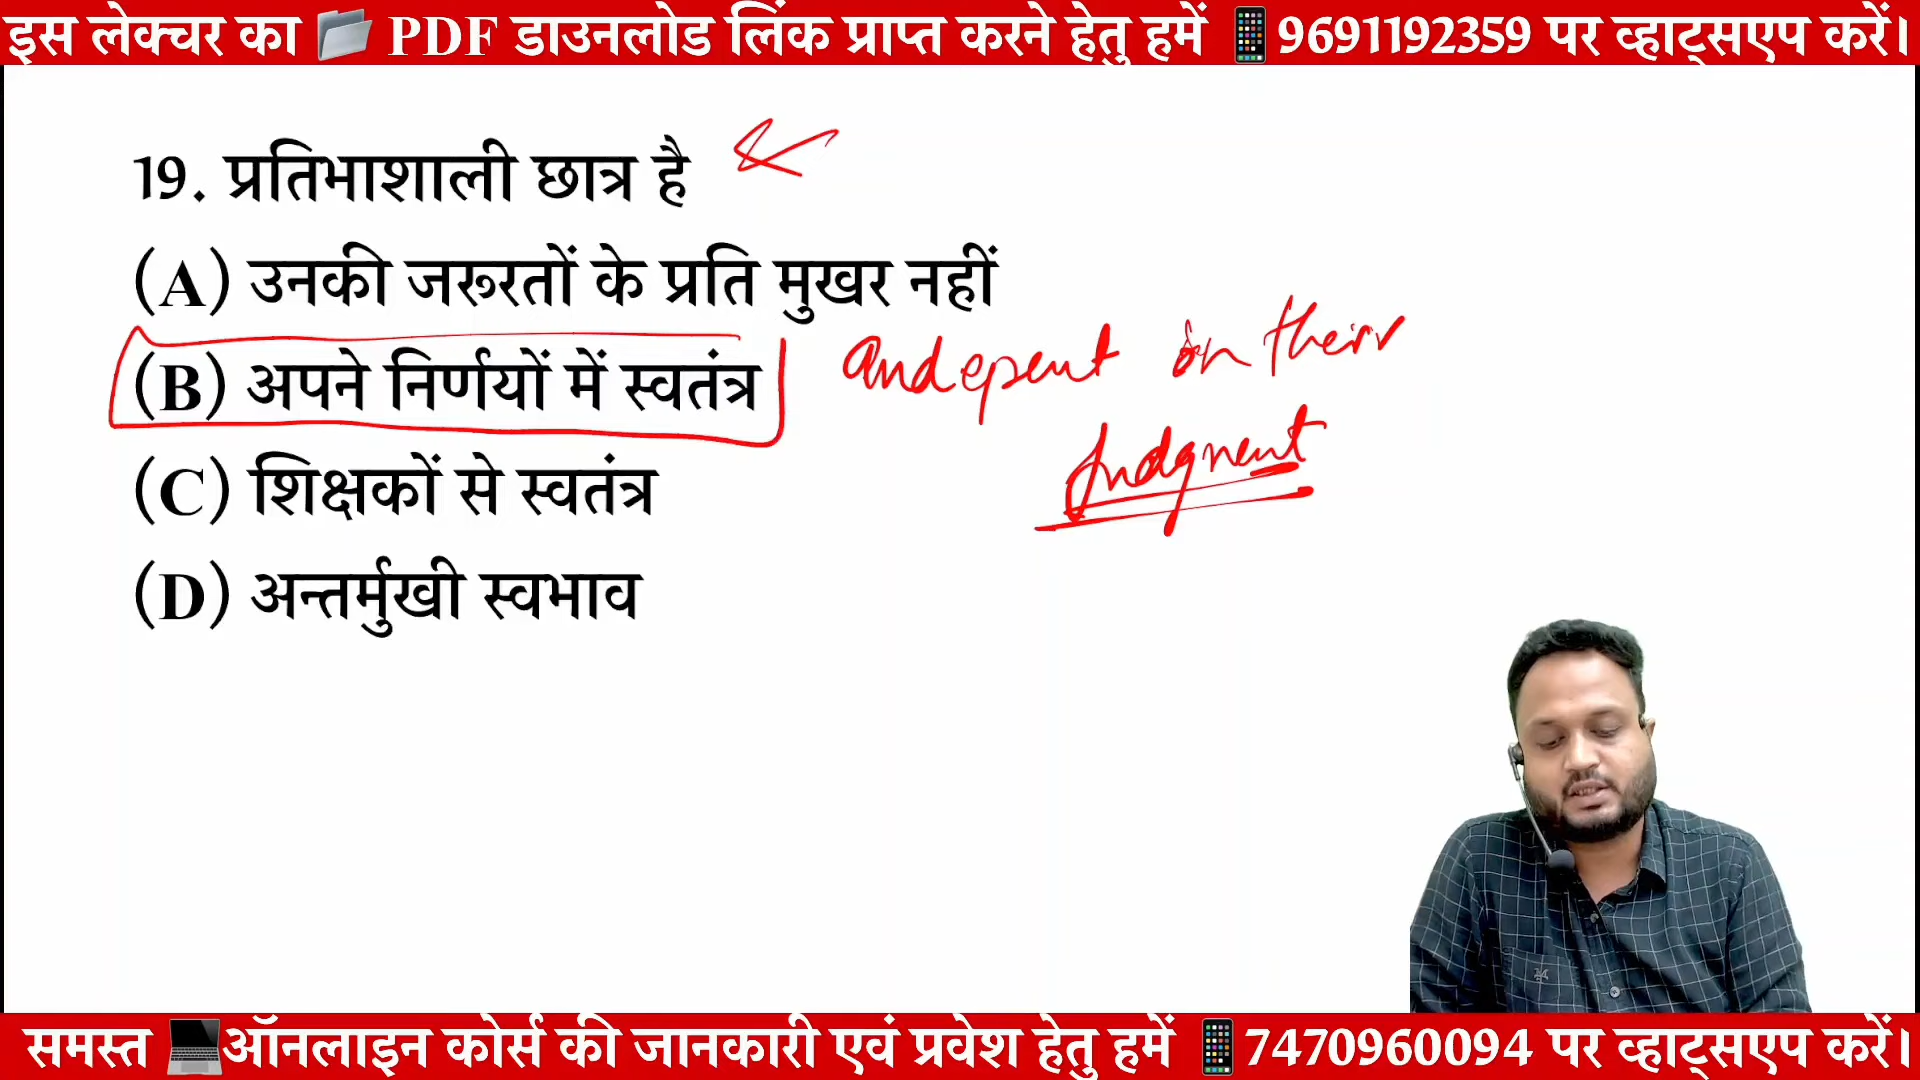 इस लेक्चर का PDF डाउनलोड लिंक प्राप्त करने हेतु हमें 9691192359 पर व्हाट्सएप करें।
19. प्रतिभाशाली छात्र है
(A) उनकी जरूरतों के प्रति मुखर नहीं
(B) अपने निर्णयों में स्वतंत्र
andepent on their
Judgment
(C) शिक्षकों से स्वतंत्र
(D) अन्तर्मुखी स्वभाव
समस्त ऑनलाइन कोर्स की जानकारी एवं प्रवेश हेतु हमें 7470960094 पर व्हाट्सएप करें।